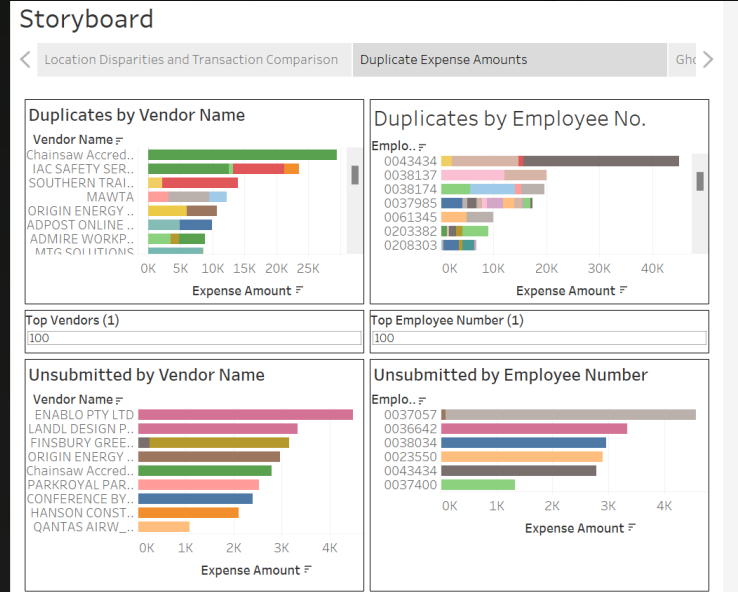 Storyboard
Location Disparities and Transaction Comparison
Duplicate Expense Amounts
Gho
Duplicates by Vendor Name
Vendor Name
Chainsaw Accred..
IAC SAFETY SER..
SOUTHERN TRAI..
MAWTA
ORIGIN ENERGY ..
ADPOST ONLINE ..
ADMIRE WORKP..
MTG SOLUTIONS
0K 5K 10K 15K 20K 25K
Expense Amount
Duplicates by Employee No.
Emplo..
0043434
0038137
0038174
0037985
0061345
0203382
0208303
0K 10K 20K 30K 40K
Expense Amount
Top Vendors (1)
100
Top Employee Number (1)
100
Unsubmitted by Vendor Name
Vendor Name
ENABLO PTY LTD
LANDL DESIGN P..
FINSBURY GREE..
ORIGIN ENERGY ..
Chainsaw Accred..
PARKROYAL PAR..
CONFERENCE BY..
HANSON CONST..
QANTAS AIRW_..
0K 1K 2K 3K 4K
Expense Amount
Unsubmitted by Employee Number
Emplo..
0037057
0036642
0038034
0023550
0043434
0037400
0K 1K 2K 3K 4K
Expense Amount